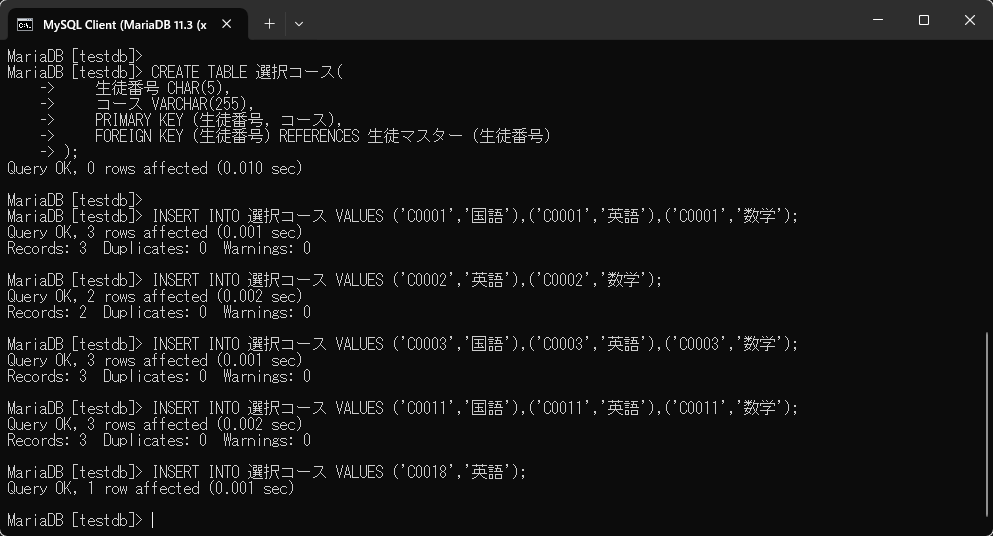 MySQL Client (MariaDB 11.3 (x
MariaDB [testdb]>
MariaDB [testdb]> CREATE TABLE 選択コース(
    ->     生徒番号 CHAR(5),
    ->     コース VARCHAR(255),
    ->     PRIMARY KEY (生徒番号, コース),
    ->     FOREIGN KEY (生徒番号) REFERENCES 生徒マスター (生徒番号)
    -> );
Query OK, 0 rows affected (0.010 sec)
MariaDB [testdb]>
MariaDB [testdb]> INSERT INTO 選択コース VALUES ('C0001','国語'),('C0001','英語'),('C0001','数学');
Query OK, 3 rows affected (0.001 sec)
Records: 3  Duplicates: 0  Warnings: 0
MariaDB [testdb]> INSERT INTO 選択コース VALUES ('C0002','英語'),('C0002','数学');
Query OK, 2 rows affected (0.002 sec)
Records: 2  Duplicates: 0  Warnings: 0
MariaDB [testdb]> INSERT INTO 選択コース VALUES ('C0003','国語'),('C0003','英語'),('C0003','数学');
Query OK, 3 rows affected (0.001 sec)
Records: 3  Duplicates: 0  Warnings: 0
MariaDB [testdb]> INSERT INTO 選択コース VALUES ('C0011','国語'),('C0011','英語'),('C0011','数学');
Query OK, 3 rows affected (0.002 sec)
Records: 3  Duplicates: 0  Warnings: 0
MariaDB [testdb]> INSERT INTO 選択コース VALUES ('C0018','英語');
Query OK, 1 row affected (0.001 sec)
MariaDB [testdb]>